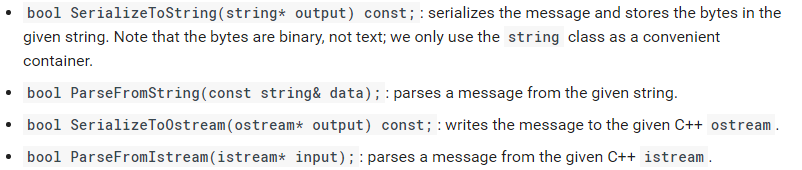 • bool SerializeToString(string* output) const; : serializes the message and stores the bytes in the
given string. Note that the bytes are binary, not text; we only use the string class as a convenient
container.
• bool ParseFromString(const string& data); : parses a message from the given string.
• bool SerializeToOstream(ostream* output) const; : writes the message to the given C++ ostream .
• bool ParseFromIstream(istream* input); : parses a message from the given C++ istream .